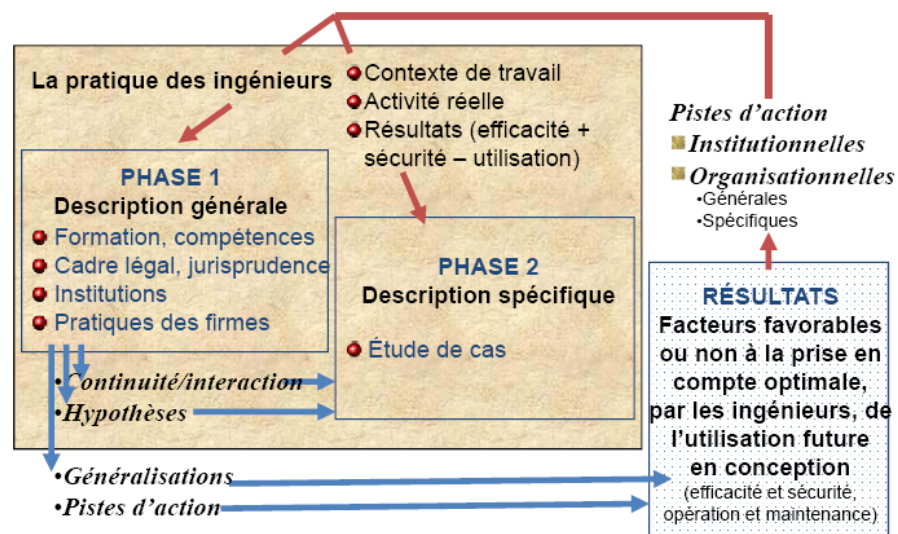 La pratique des ingénieurs
Contexte de travail
Activité réelle
Résultats (efficacité +
sécurité – utilisation)
PHASE 1
Description générale
Formation, compétences
Cadre légal, jurisprudence
Institutions
Pratiques des firmes
PHASE 2
Description spécifique
Étude de cas
•Continuité/interaction
•Hypothèses
•Généralisations
•Pistes d'action
Pistes d'action
Institutionnelles
Organisationnelles
•Générales
•Spécifiques
RÉSULTATS
Facteurs favorables
ou non à la prise en
compte optimale,
par les ingénieurs, de
l'utilisation future
en conception
(efficacité et sécurité,
opération et maintenance)